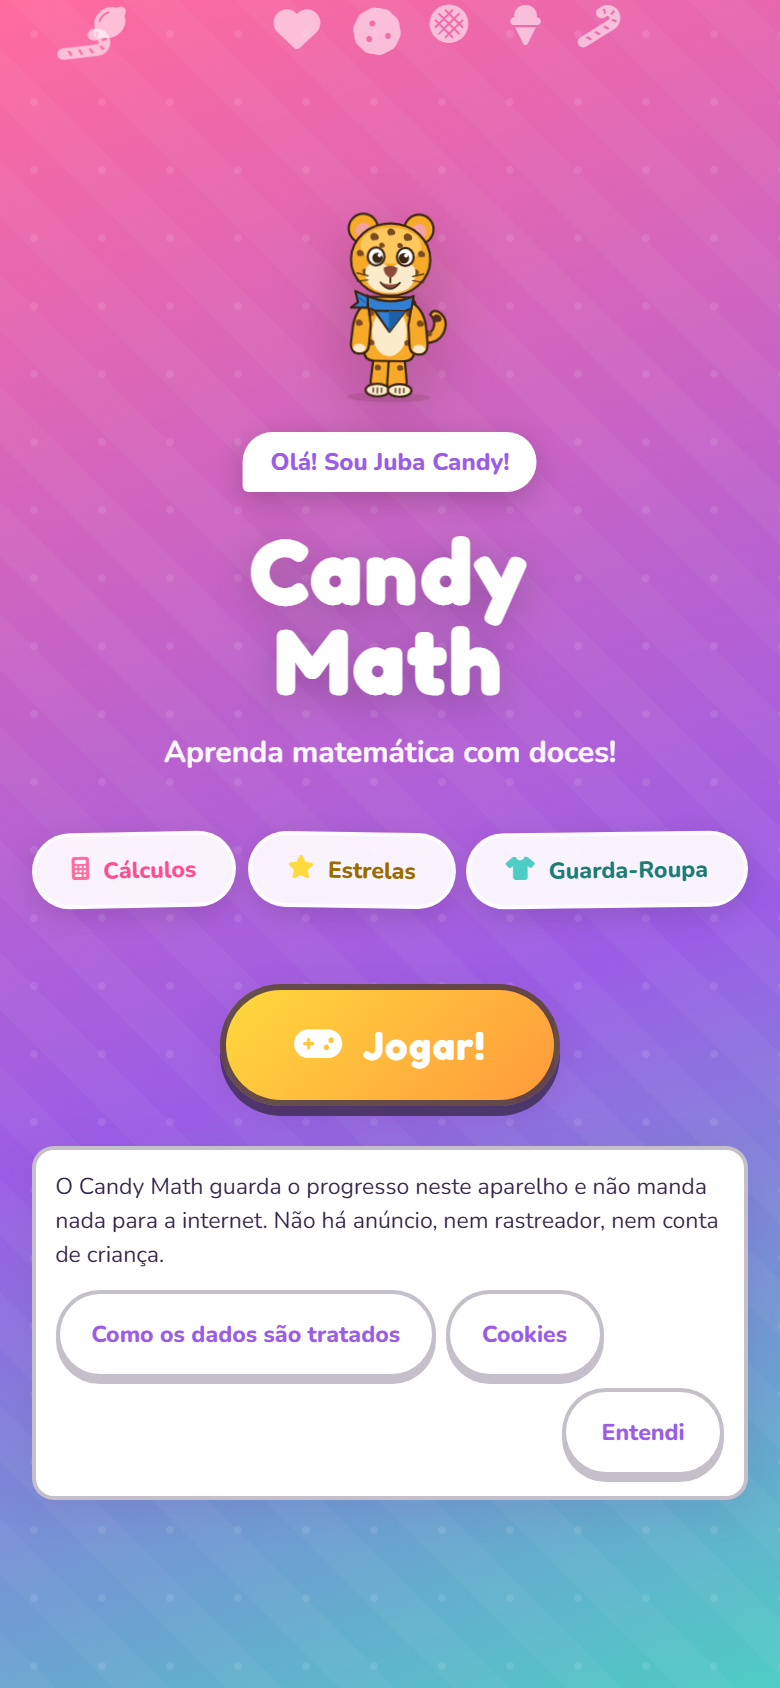 Olá! Sou Juba Candy!
Candy
Math
Aprenda matemática com doces!
Cálculos
Estrelas
Guarda-Roupa
Jogar!
O Candy Math guarda o progresso neste aparelho e não manda
nada para a internet. Não há anúncio, nem rastreador, nem conta
de criança.
Como os dados são tratados
Cookies
Entendi